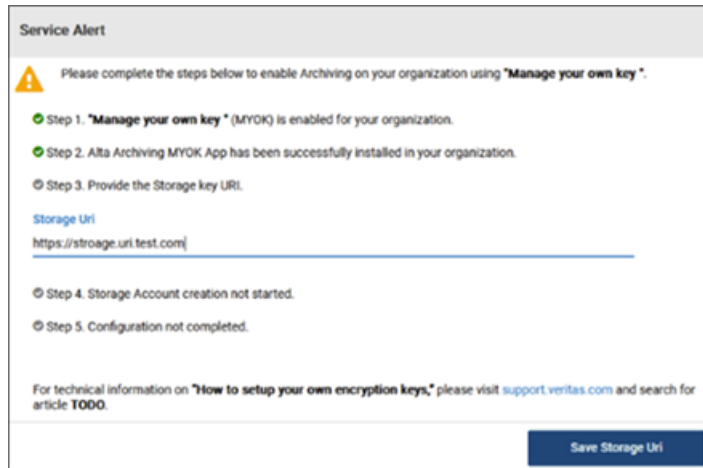 Service Alert
Please complete the steps below to enable Archiving on your organization using "Manage your own key ".
Step 1. "Manage your own key " (MYOK) is enabled for your organization.
Step 2. Alta Archiving MYOK App has been successfully installed in your organization.
Step 3. Provide the Storage key URI.
Storage Uri
https://stroage.uri.test.com
Step 4. Storage Account creation not started.
Step 5. Configuration not completed.
For technical information on "How to setup your own encryption keys," please visit support.veritas.com and search for
article TODO.
Save Storage Uri